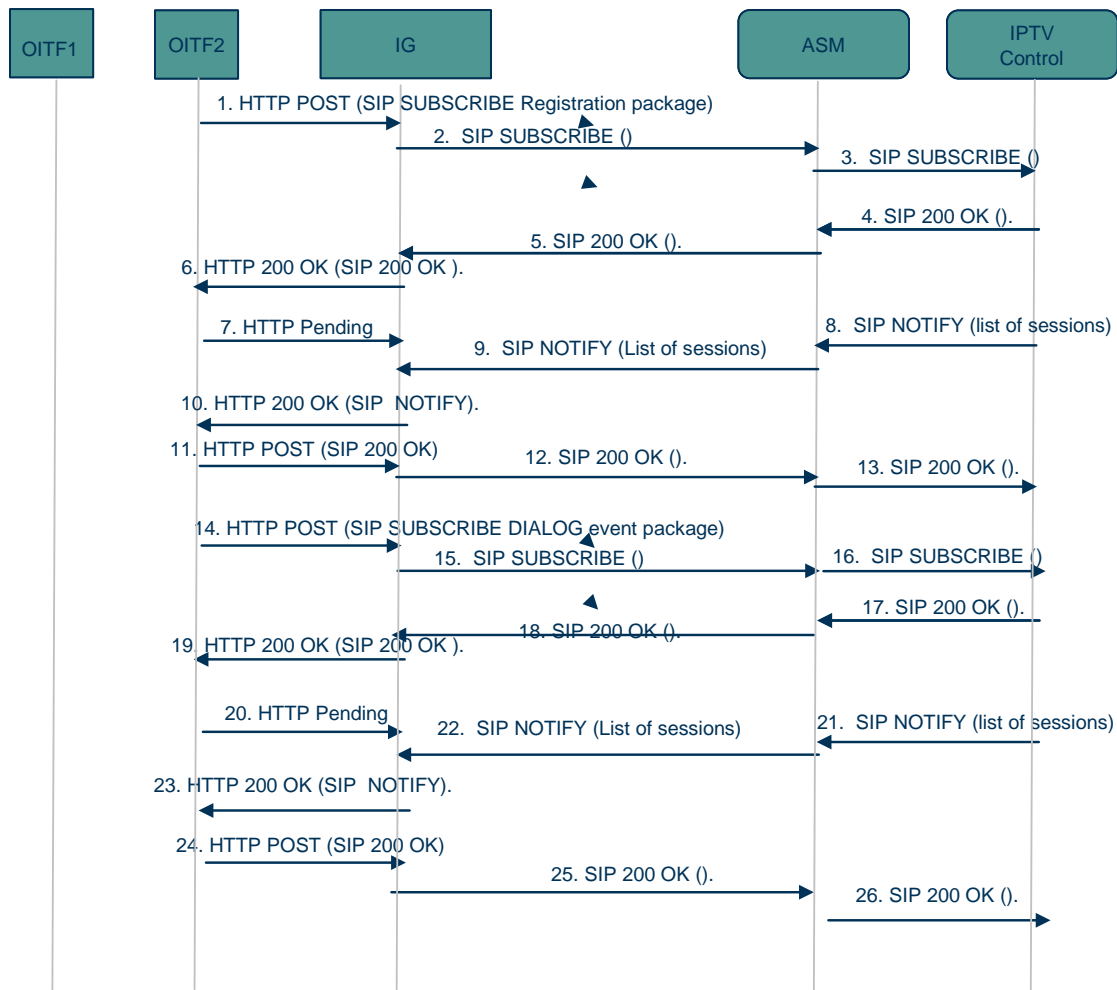 OITF1
OITF2
IG
ASM
IPTV
Control
1. HTTP POST (SIP SUBSCRIBE Registration package)
2. SIP SUBSCRIBE ()
3. SIP SUBSCRIBE ()
4. SIP 200 OK ().
5. SIP 200 OK ().
6. HTTP 200 OK (SIP 200 OK ).
7. HTTP Pending
8. SIP NOTIFY (list of sessions)
9. SIP NOTIFY (List of sessions)
10. HTTP 200 OK (SIP NOTIFY).
11. HTTP POST (SIP 200 OK)
12. SIP 200 OK ().
13. SIP 200 OK ().
14. HTTP POST (SIP SUBSCRIBE DIALOG event package)
15. SIP SUBSCRIBE ()
16. SIP SUBSCRIBE ()
17. SIP 200 OK ().
18. SIP 200 OK ().
19. HTTP 200 OK (SIP 200 OK ).
20. HTTP Pending
21. SIP NOTIFY (list of sessions)
22. SIP NOTIFY (List of sessions)
23. HTTP 200 OK (SIP NOTIFY).
24. HTTP POST (SIP 200 OK)
25. SIP 200 OK ().
26. SIP 200 OK ().